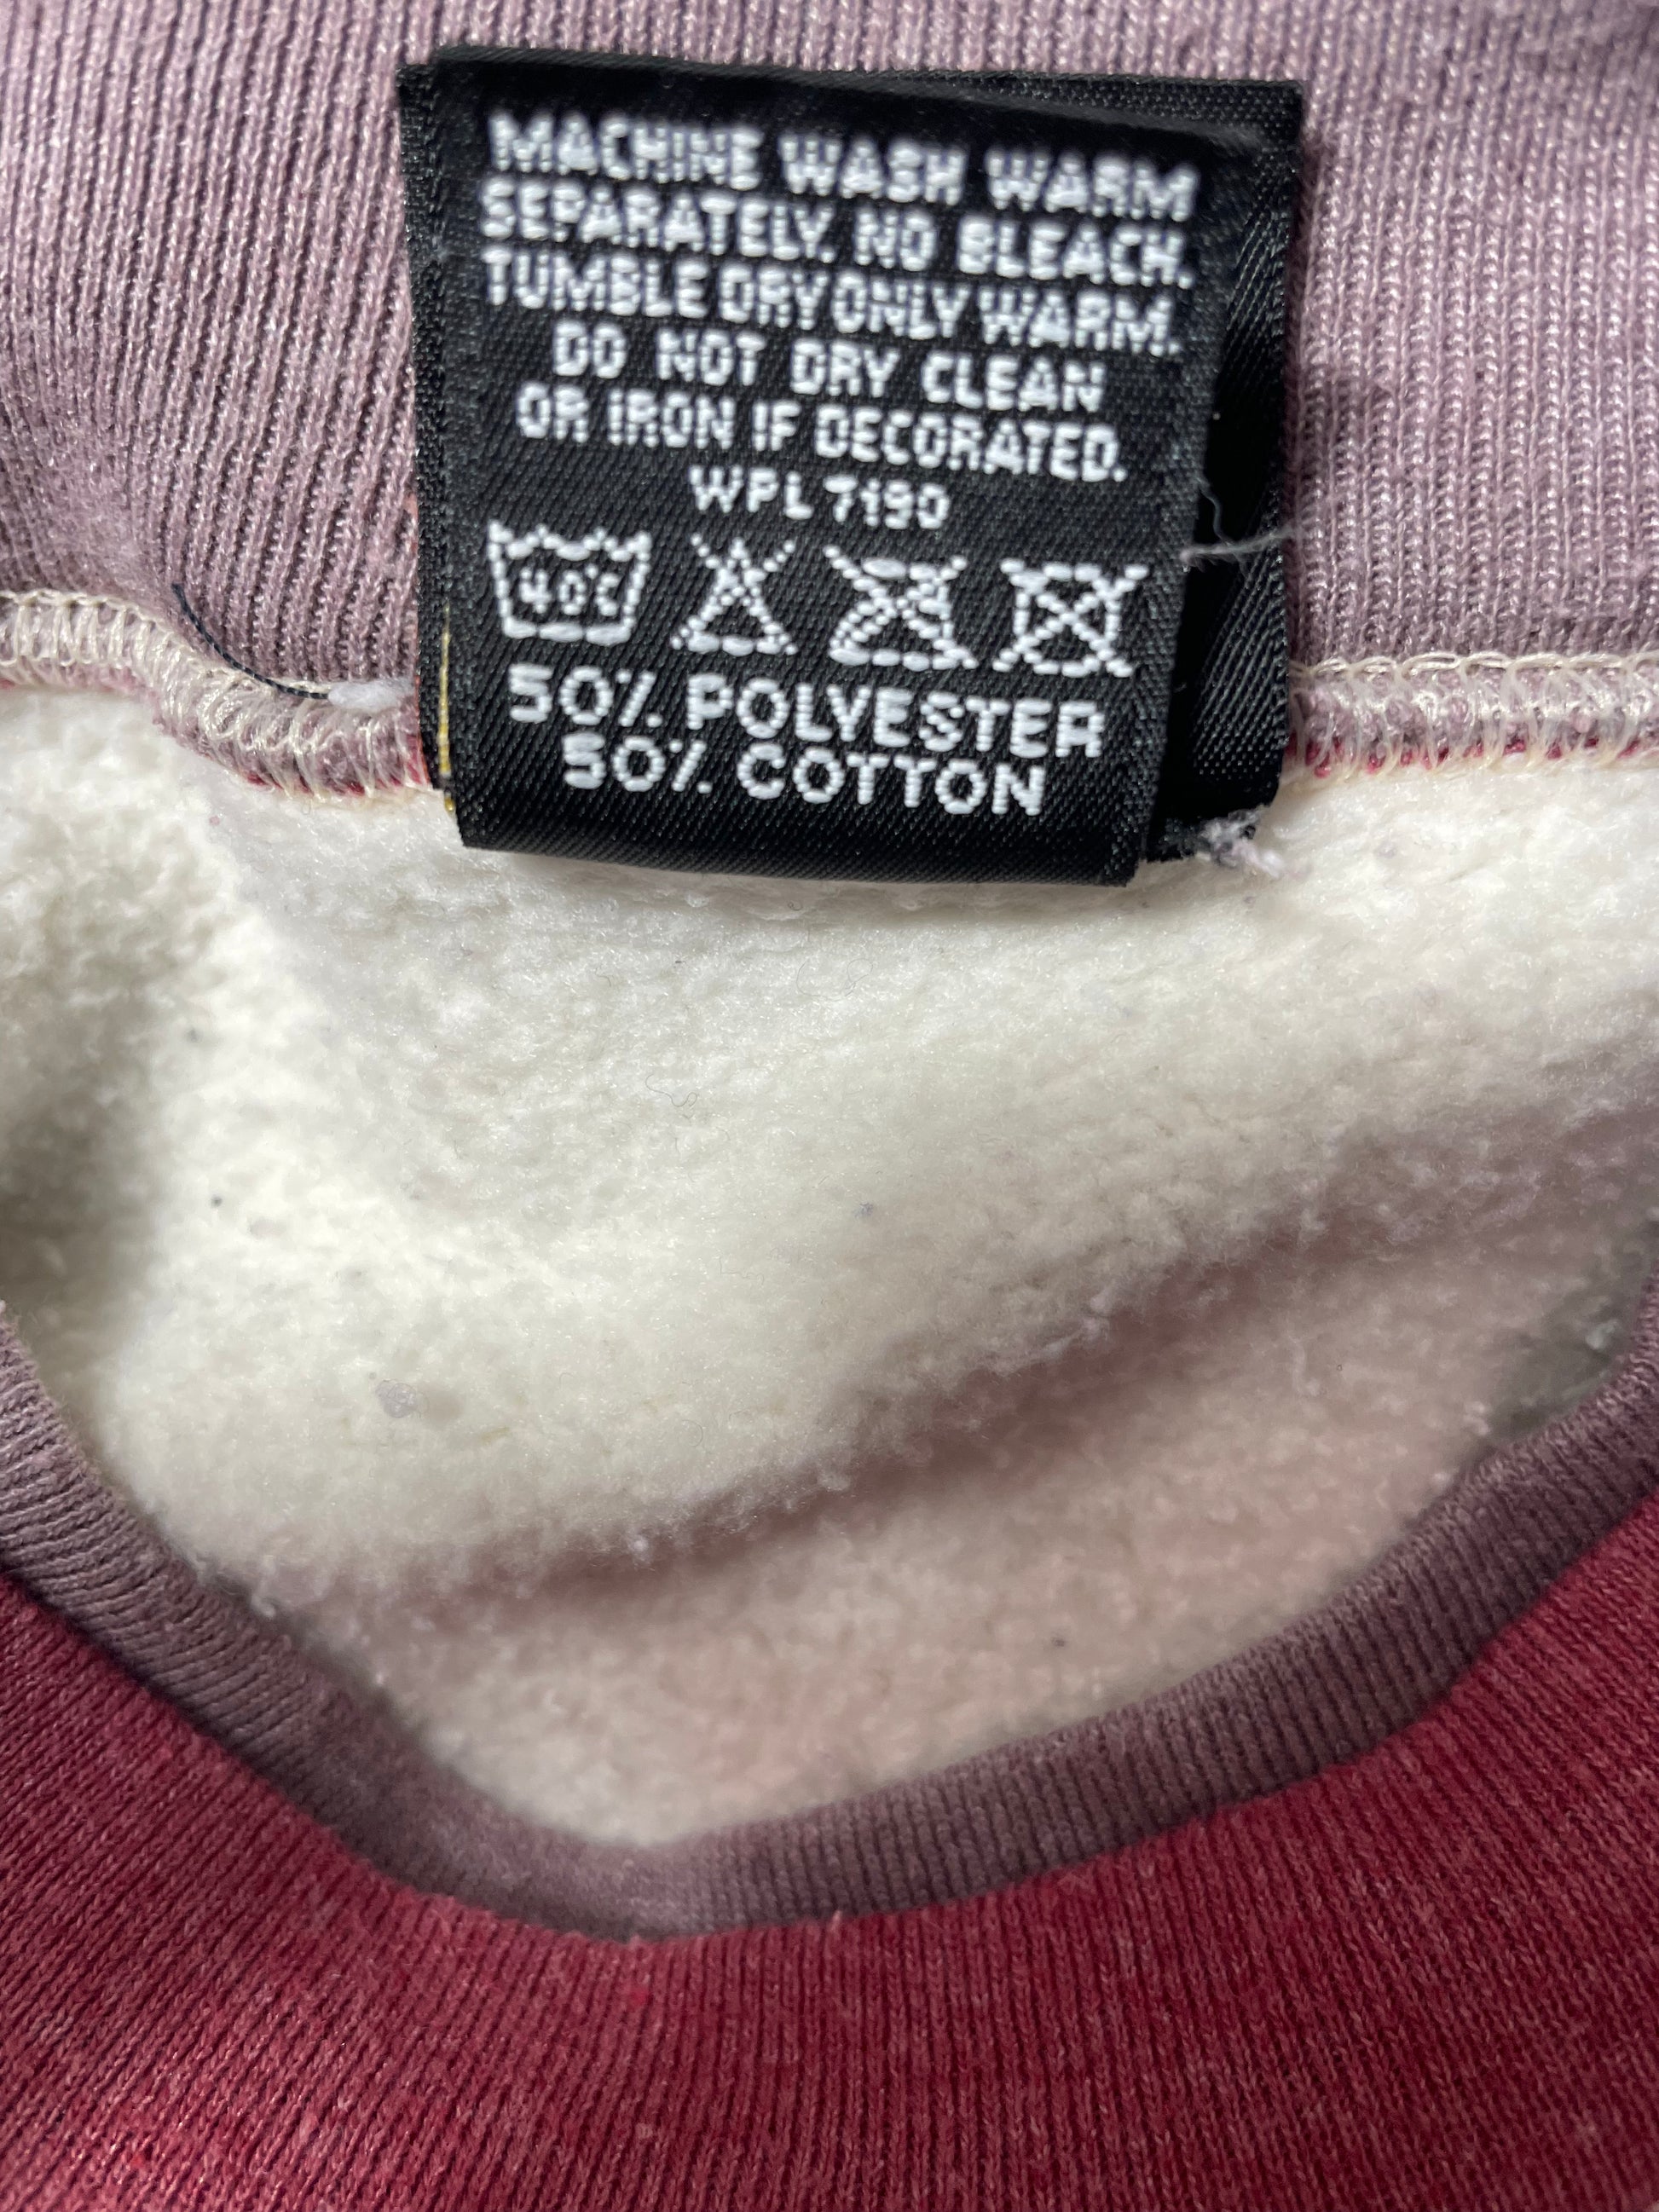 MACHINE WASH WARM
SEPARATELY. NO BLEACH.
TUMBLE DRY ONLY WARM.
DO NOT DRY CLEAN
OR IRON IF DECORATED.
WPL 7190
40°C
50% POLYESTER
50% COTTON